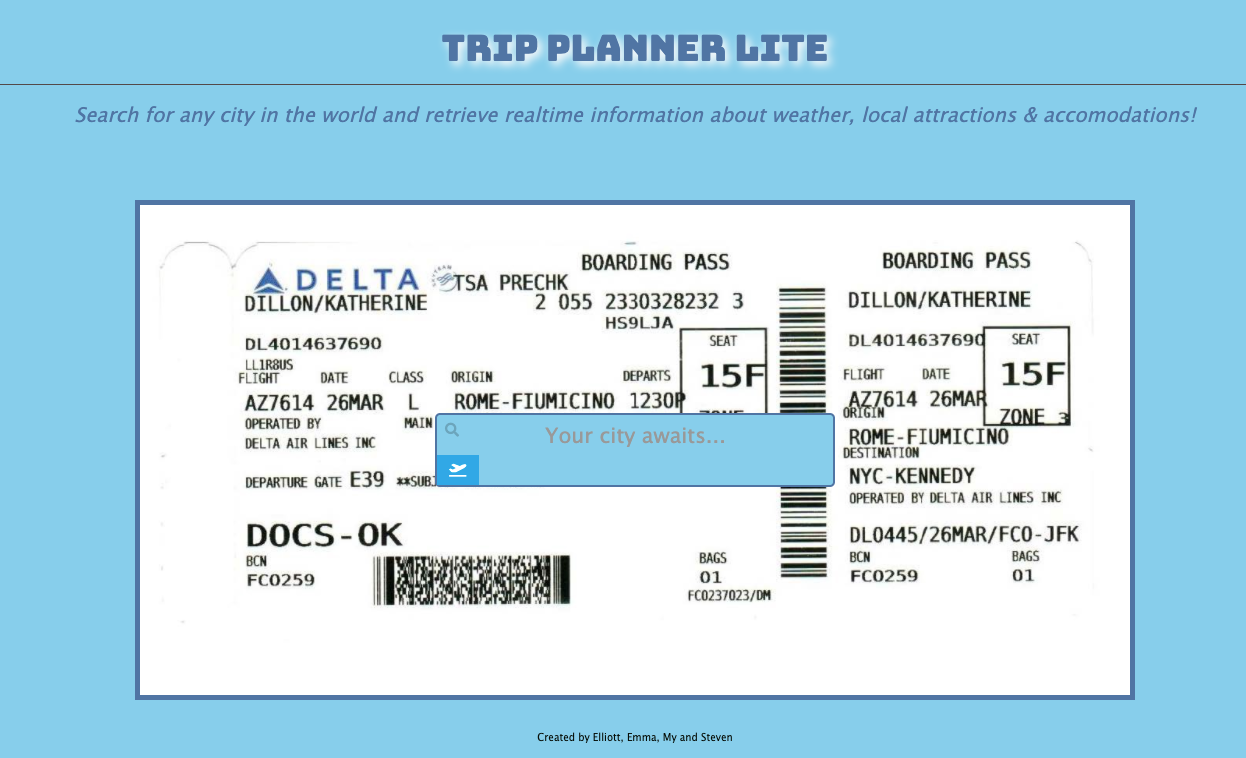 TRIP PLANNER LITE
Search for any city in the world and retrieve realtime information about weather, local attractions & accomodations!
BOARDING PASS
DELTA
TSA PRECHK
DILLON/KATHERINE
2 055 2330328232 3
HS9LJA
DL4014637690
LL1R8US
SEAT
15F
FLIGHT DATE CLASS ORIGIN DEPARTS
AZ7614 26MAR L ROME-FIUMICINO 1230P
OPERATED BY MAIN
DELTA AIR LINES INC
DEPARTURE GATE E39 **SUBJ
DOCS-OK
BCN
FC0259
BAGS
01
FC0237023/DM
BOARDING PASS
DILLON/KATHERINE
DL4014637690
SEAT
15F
FLIGHT DATE
AZ7614 26MAR
ZONE 3
ORIGIN
ROME-FIUMICINO
DESTINATION
NYC-KENNEDY
OPERATED BY DELTA AIR LINES INC
DL0445/26MAR/FCO-JFK
BCN BAGS
FC0259 01
Your city awaits...
Created by Elliott, Emma, My and Steven